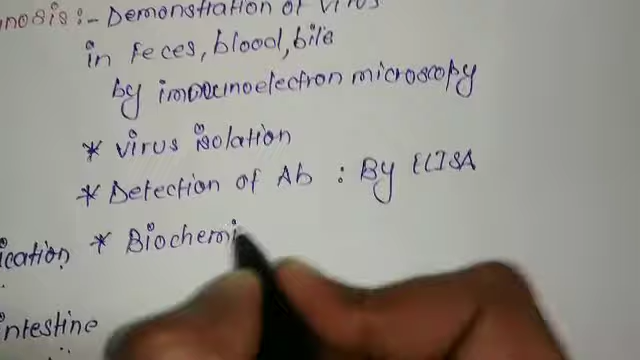 nosis:- Demonstration of virus
in Feces, blood, bile
by immunoelectron microscopy
* Virus isolation
* Detection of Ab : By ELISA
ication * Biochemi
intestine